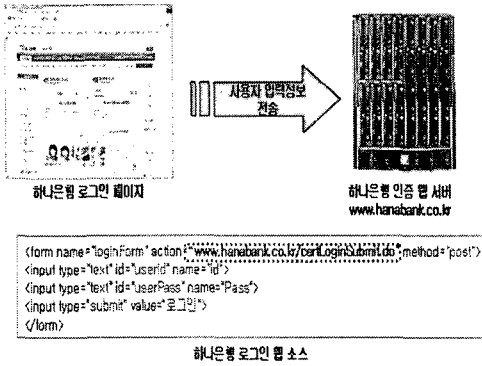 사용자 입력정보
전송
하나은행 로그인 페이지
하나은행 인증 웹 서버
www.hanabank.co.kr
<form name="loginForm" action="www.hanabank.co.kr/certLoginSubmit.do" method="post">
<input type="text" id="userid" name="id">
<input type="text" id="userPass" name="Pass">
<input type="submit" value="로그인">
</form>
하나은행 로그인 웹 소스